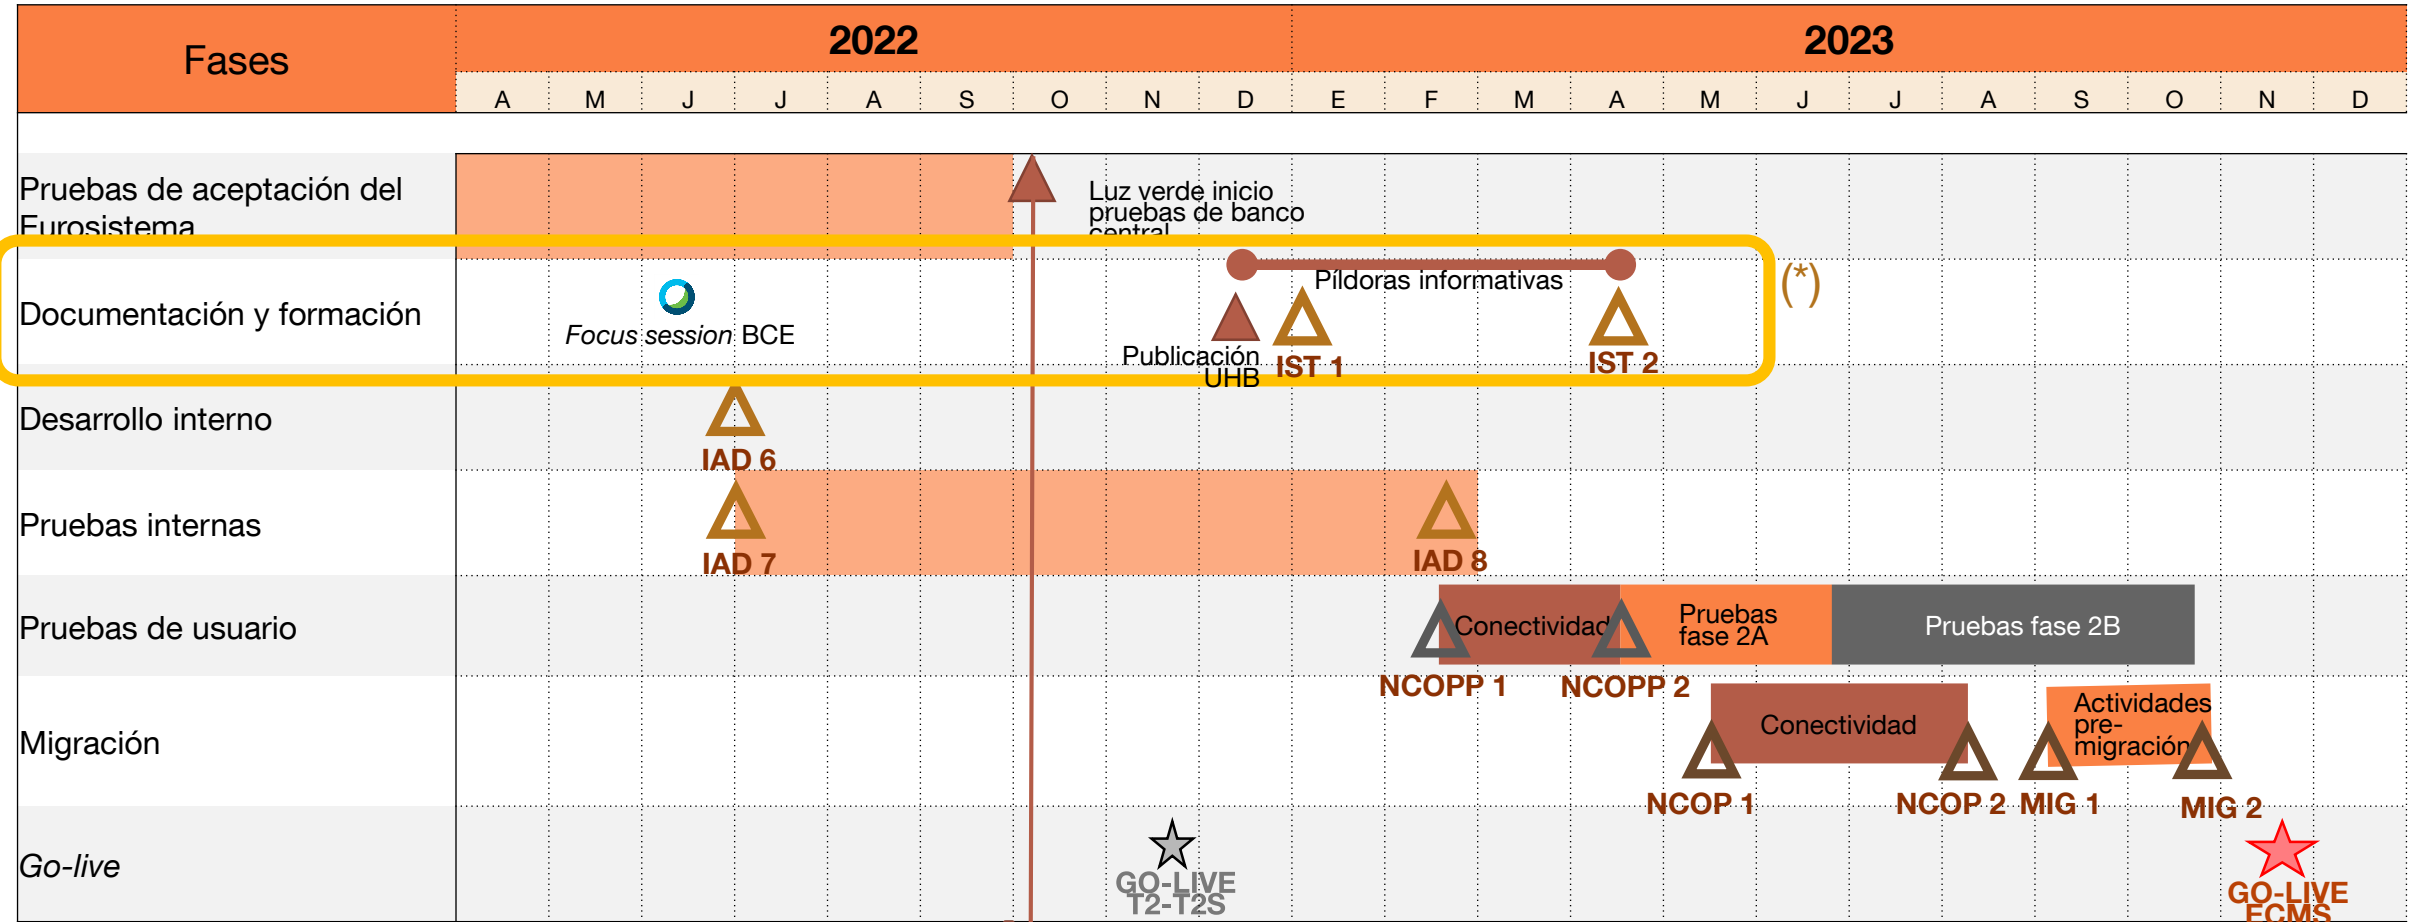 Fases
2022
2023
A M J J A S O N D E F M A M J J A S O N D
Pruebas de aceptación del
Eurosistema
Luz verde inicio
pruebas de banco
central
Documentación y formación
Focus session BCE
Píldoras informativas
(*)
Publicación
UHB
IST 1
IST 2
Desarrollo interno
IAD 6
Pruebas internas
IAD 7
IAD 8
Pruebas de usuario
Conectividad
Pruebas
fase 2A
Pruebas fase 2B
NCOPP 1
NCOPP 2
Migración
Conectividad
Actividades
pre-
migración
NCOP 1
NCOP 2
MIG 1
MIG 2
Go-live
GO-LIVE
T2-T2S
GO-LIVE
ECMS